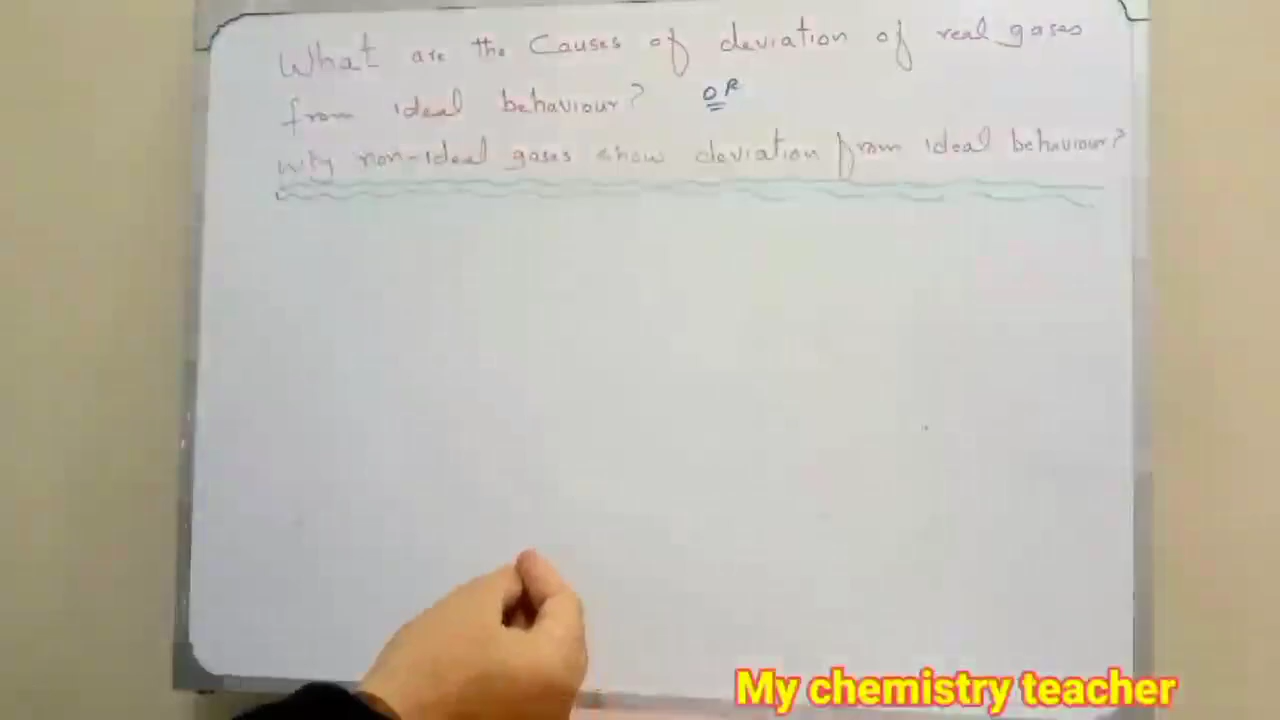 What are the Causes of deviation of real gases
from ideal behaviour? OR
why non-ideal gases show deviation from ideal behaviour?
My chemistry teacher